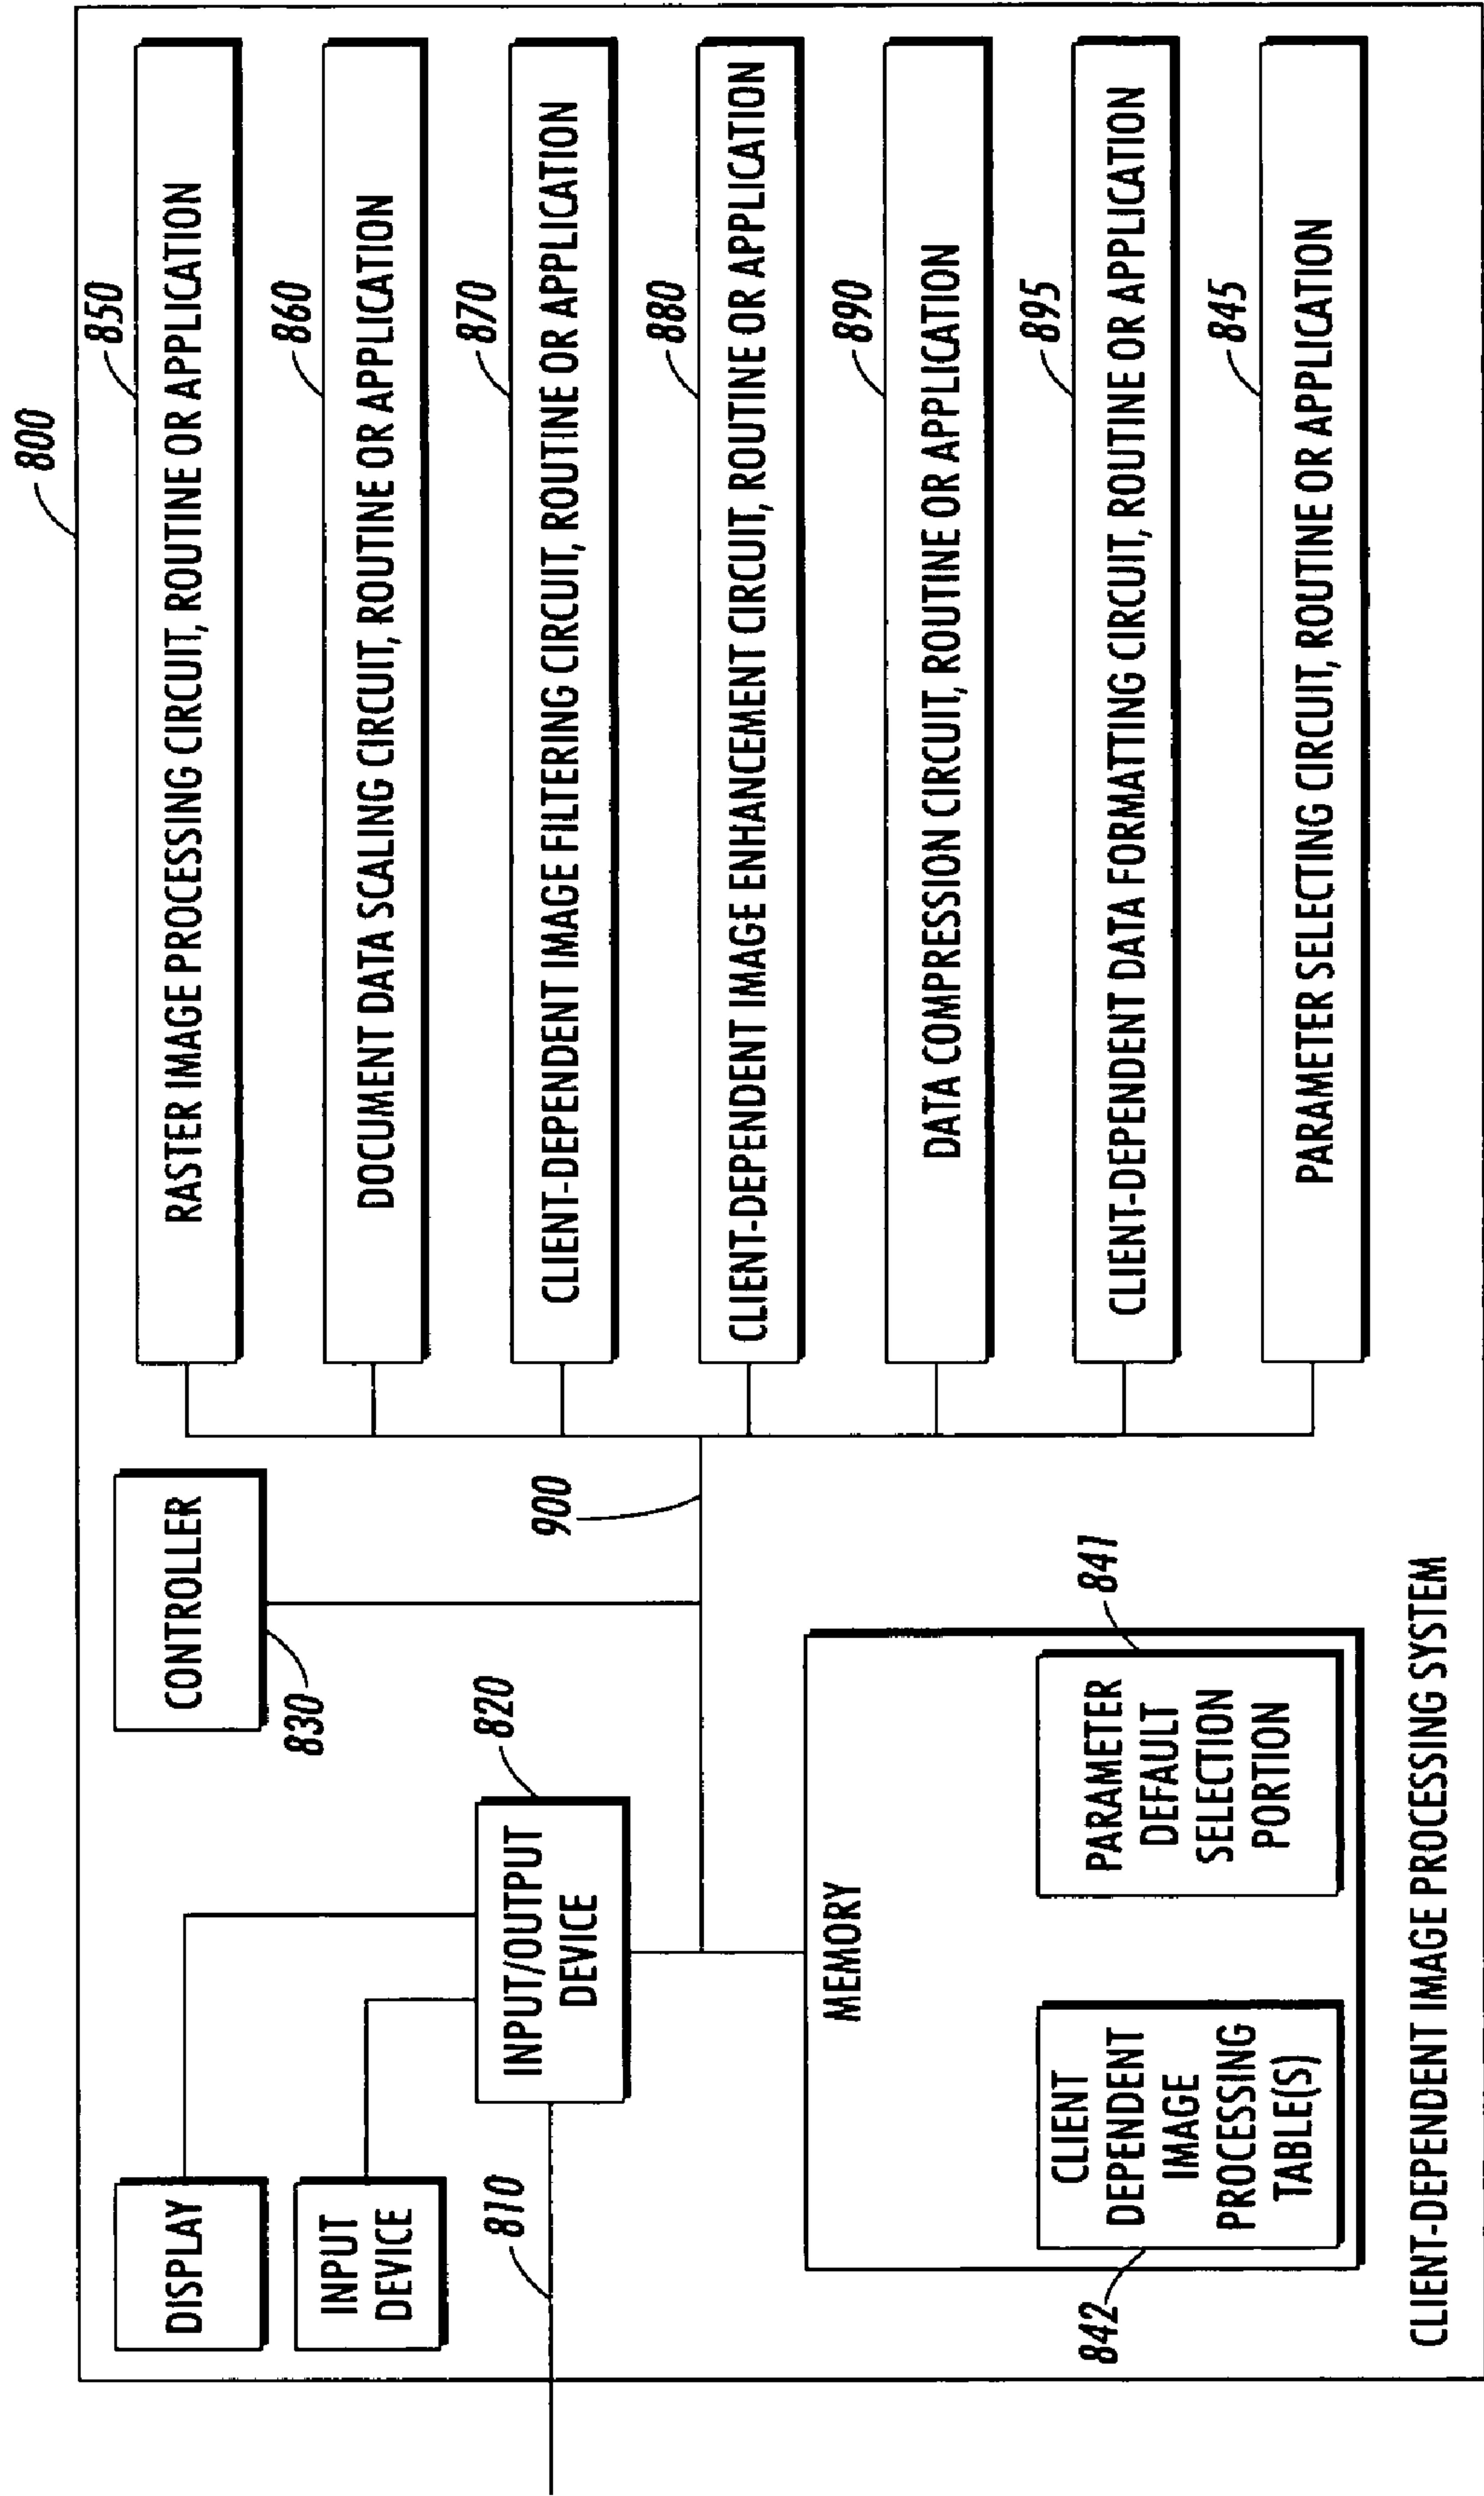 800
DISPLAY
INPUT
DEVICE
810
INPUT/OUTPUT
DEVICE
820
CONTROLLER
830
900
MEMORY
CLIENT
DEPENDENT
IMAGE
PROCESSING
TABLE(S)
842
PARAMETER
DEFAULT
SELECTION
PORTION
841
850
RASTER IMAGE PROCESSING CIRCUIT, ROUTINE OR APPLICATION
860
DOCUMENT DATA SCALING CIRCUIT, ROUTINE OR APPLICATION
870
CLIENT-DEPENDENT IMAGE FILTERING CIRCUIT, ROUTINE OR APPLICATION
880
CLIENT-DEPENDENT IMAGE ENHANCEMENT CIRCUIT, ROUTINE OR APPLICATION
890
DATA COMPRESSION CIRCUIT, ROUTINE OR APPLICATION
895
CLIENT-DEPENDENT DATA FORMATTING CIRCUIT, ROUTINE OR APPLICATION
845
PARAMETER SELECTING CIRCUIT, ROUTINE OR APPLICATION
CLIENT-DEPENDENT IMAGE PROCESSING SYSTEM